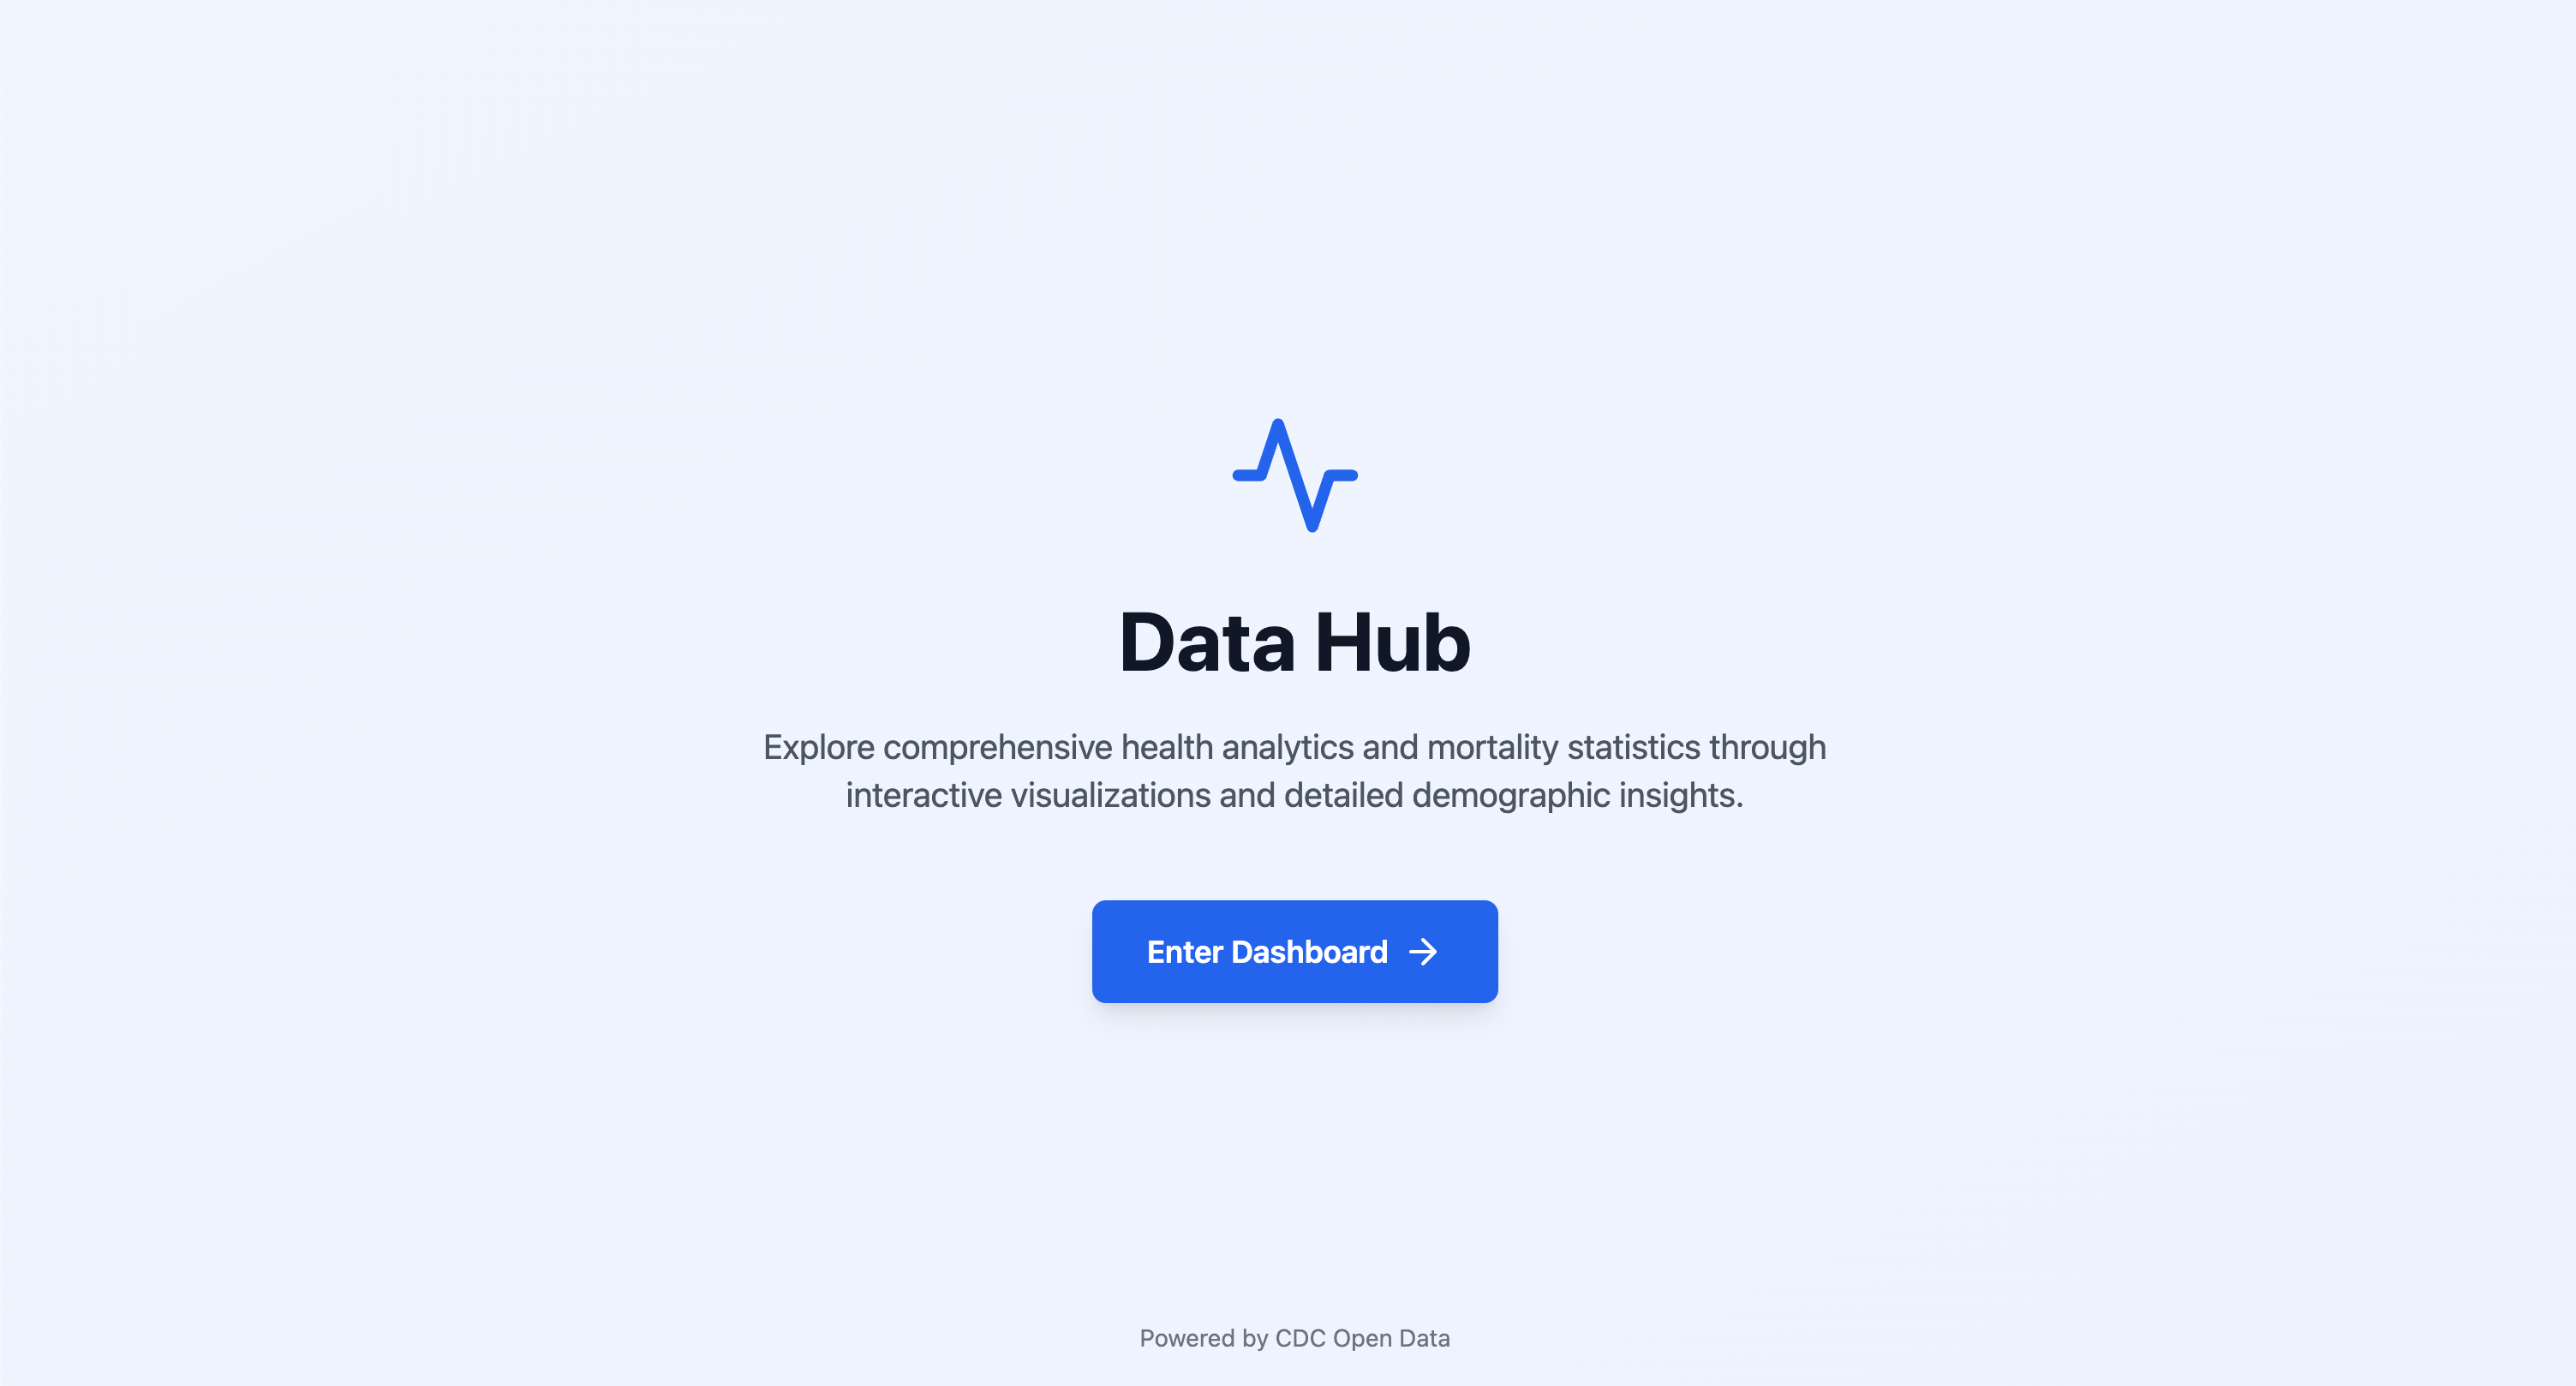 Data Hub
Explore comprehensive health analytics and mortality statistics through
interactive visualizations and detailed demographic insights.
Enter Dashboard
Powered by CDC Open Data